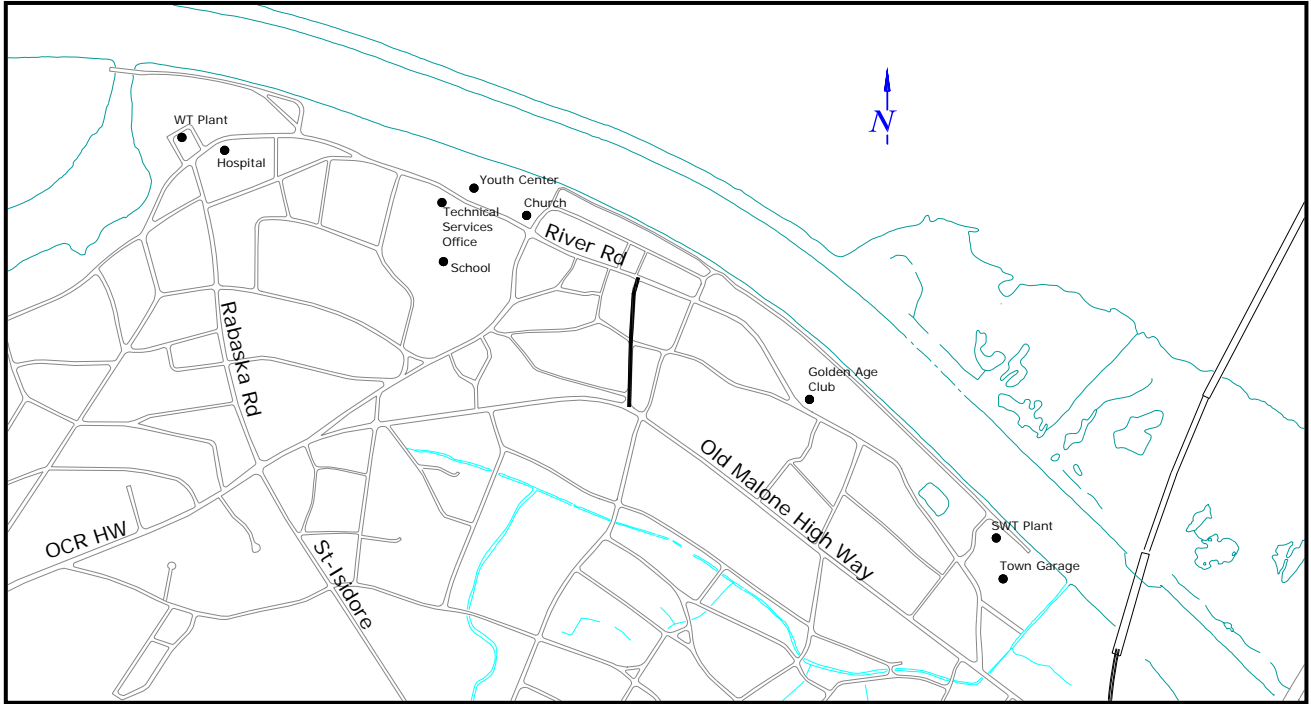 N
WT Plant
Hospital
Youth Center
Technical
Services
Office
Church
River Rd
School
Rabaska Rd
Golden Age
Club
Old Malone High Way
OCR HW
St-Isidore
SWT Plant
Town Garage